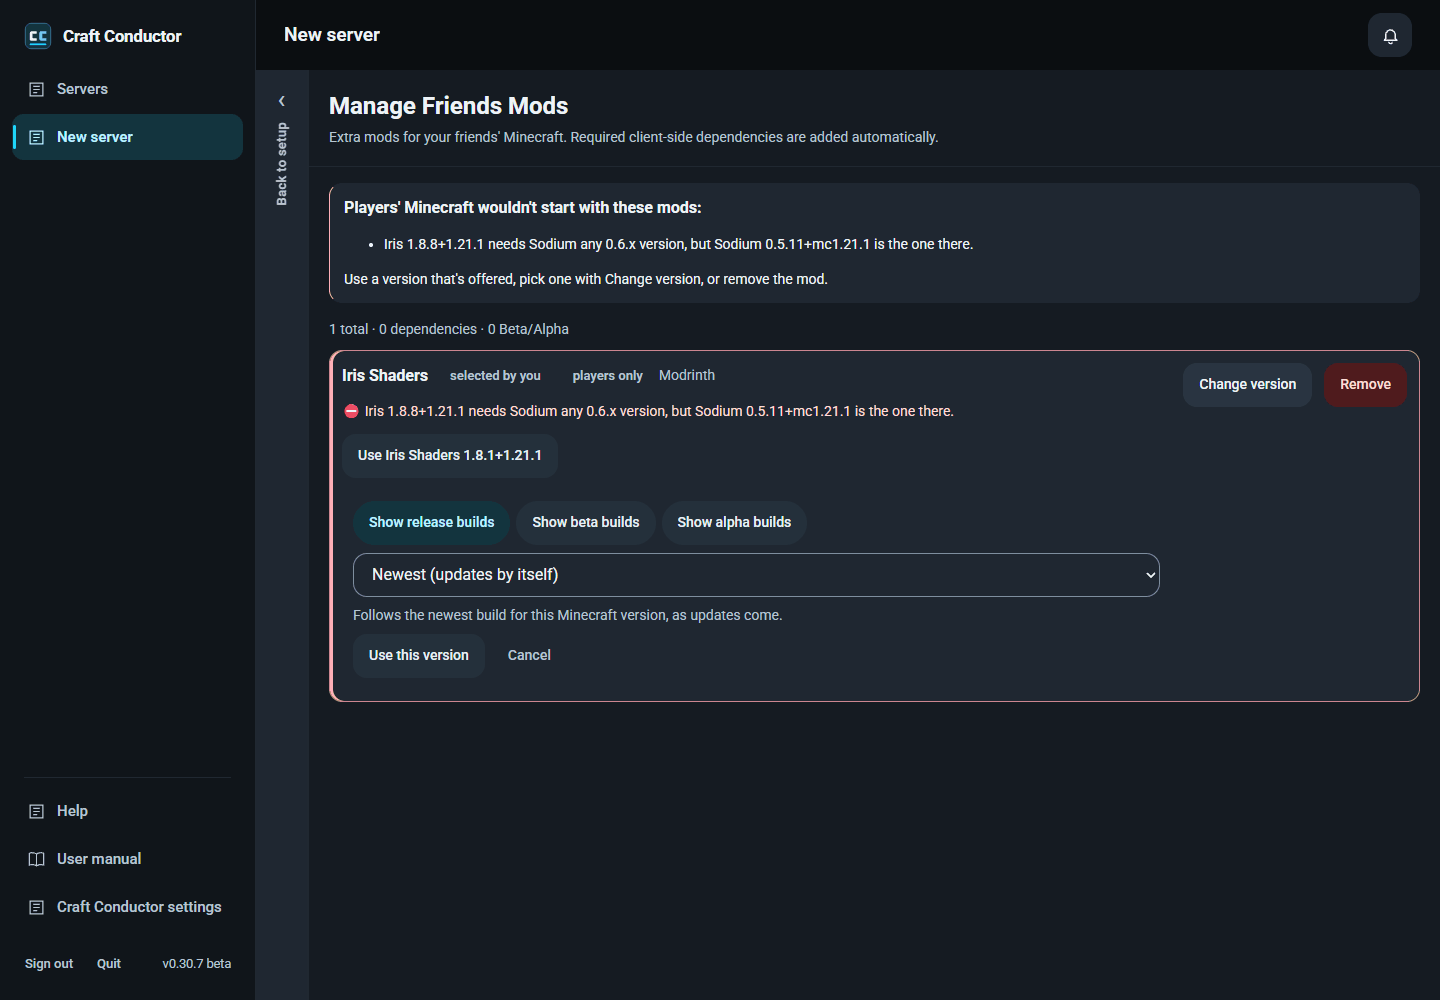 Craft Conductor
Servers
New server
Help
User manual
Craft Conductor settings
Sign out
Quit
v0.30.7 beta
New server
Back to setup
Manage Friends Mods
Extra mods for your friends' Minecraft. Required client-side dependencies are added automatically.
Players' Minecraft wouldn't start with these mods:
• Iris 1.8.8+1.21.1 needs Sodium any 0.6.x version, but Sodium 0.5.11+mc1.21.1 is the one there.
Use a version that's offered, pick one with Change version, or remove the mod.
1 total · 0 dependencies · 0 Beta/Alpha
Iris Shaders selected by you players only Modrinth
Change version
Remove
Iris 1.8.8+1.21.1 needs Sodium any 0.6.x version, but Sodium 0.5.11+mc1.21.1 is the one there.
Use Iris Shaders 1.8.1+1.21.1
Show release builds
Show beta builds
Show alpha builds
Newest (updates by itself)
Follows the newest build for this Minecraft version, as updates come.
Use this version
Cancel